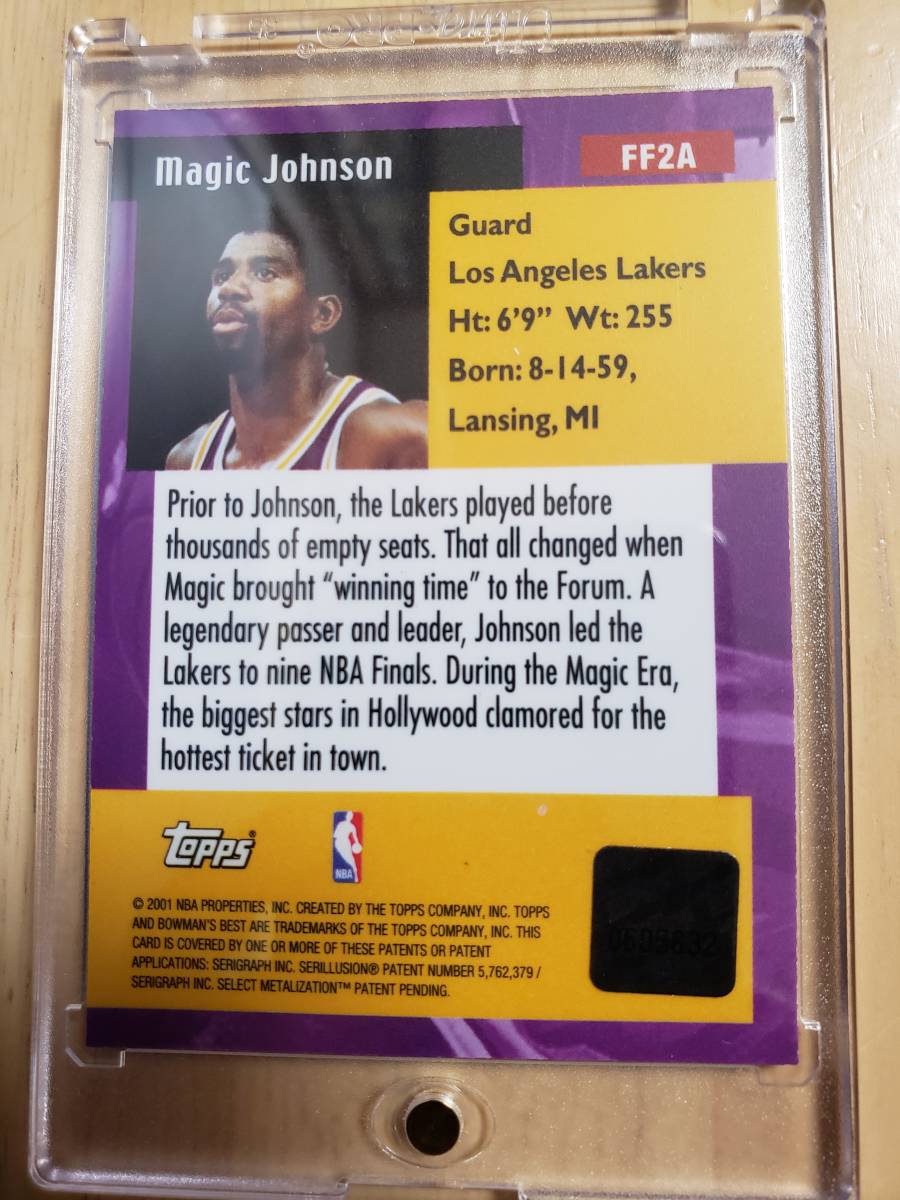 Ultra·PRO®
Magic Johnson
FF2A
Guard
Los Angeles Lakers
Ht: 6’9” Wt: 255
Born: 8-14-59,
Lansing, MI
Prior to Johnson, the Lakers played before
thousands of empty seats. That all changed when
Magic brought “winning time” to the Forum. A
legendary passer and leader, Johnson led the
Lakers to nine NBA Finals. During the Magic Era,
the biggest stars in Hollywood clamored for the
hottest ticket in town.
Topps®
NBA
© 2001 NBA PROPERTIES, INC. CREATED BY THE TOPPS COMPANY, INC. TOPPS
AND BOWMAN'S BEST ARE TRADEMARKS OF THE TOPPS COMPANY, INC. THIS
CARD IS COVERED BY ONE OR MORE OF THESE PATENTS OR PATENT
APPLICATIONS: SERIGRAPH INC. SERILLUSION® PATENT NUMBER 5,762,379 /
SERIGRAPH INC. SELECT METALIZATION™ PATENT PENDING.